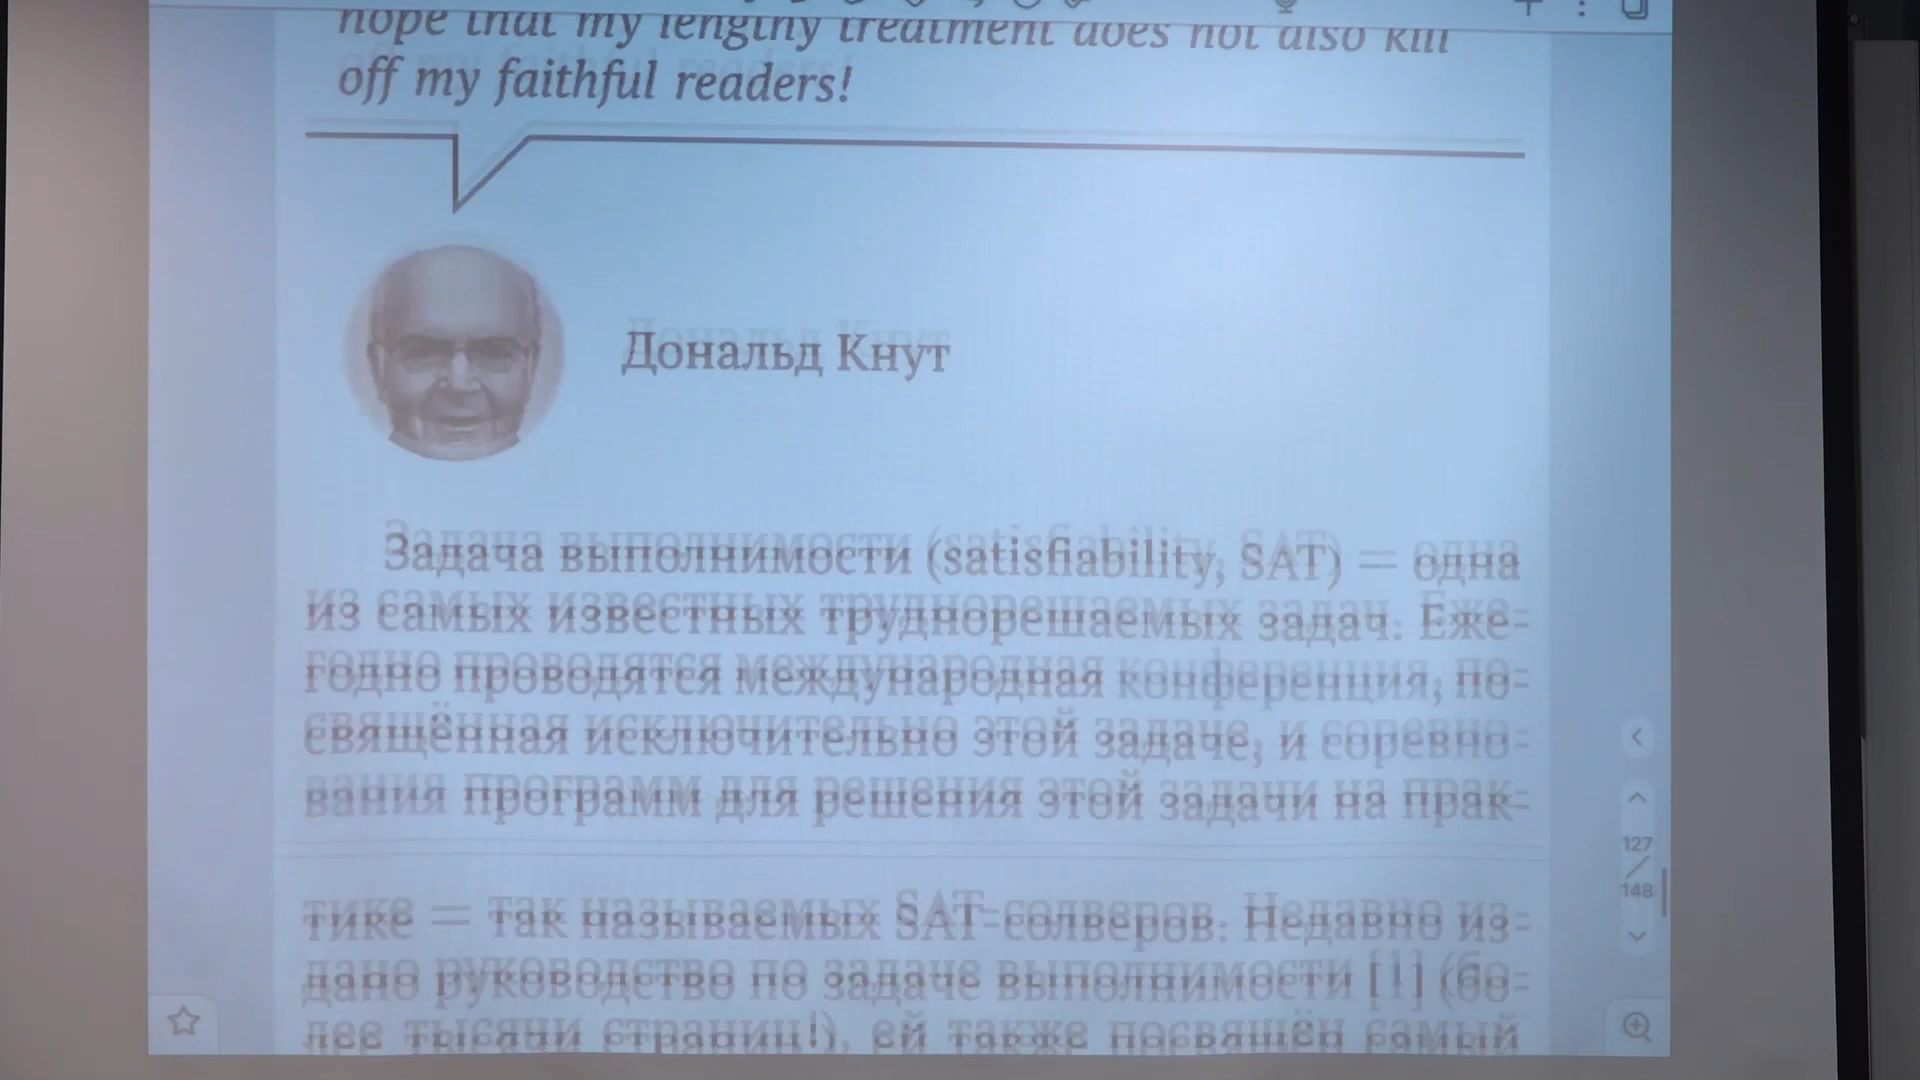 hope that my lengthy treatment does not also kill
off my faithful readers!
Дональд Кнут
Задача выполнимости (satisfiability, SAT) — одна
из самых известных труднорешаемых задач. Еже-
годно проводятся международная конференция, по-
свящённая исключительно этой задаче, и соревно-
вания программ для решения этой задачи на прак-
тике — так называемых SAT-солверов. Недавно из-
дано руководство по задаче выполнимости [1] (бо-
лее тысячи страниц!), ей также посвящён самый
127
/
148